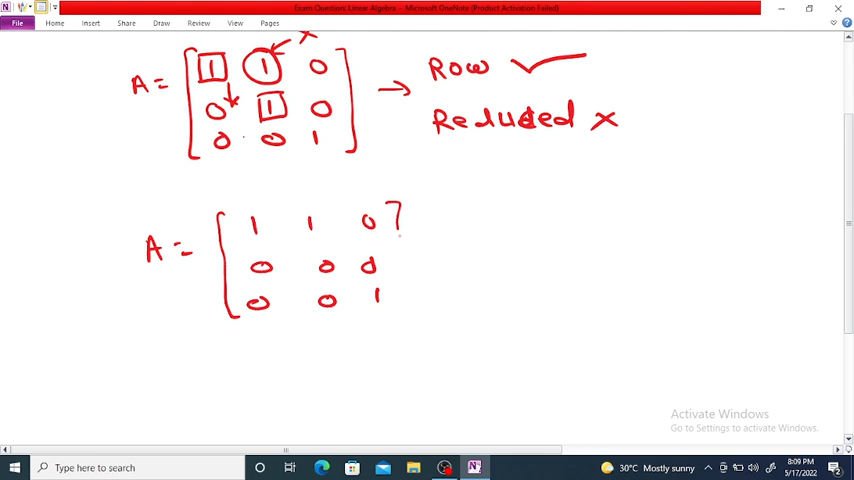 Exam Question: Linear Algebra - Microsoft OneNote (Product Activation Failed)
File Home Insert Share Draw Review View Pages
x
A = [ 1 1 0 → Row ✓
0 1 0 Reduced x
0 0 1 ]
A = [ 1 1 0 ]
0 0 0
0 0 1
Activate Windows
Go to Settings to activate Windows.
Type here to search
30°C Mostly sunny
8:09 PM
5/17/2022
2